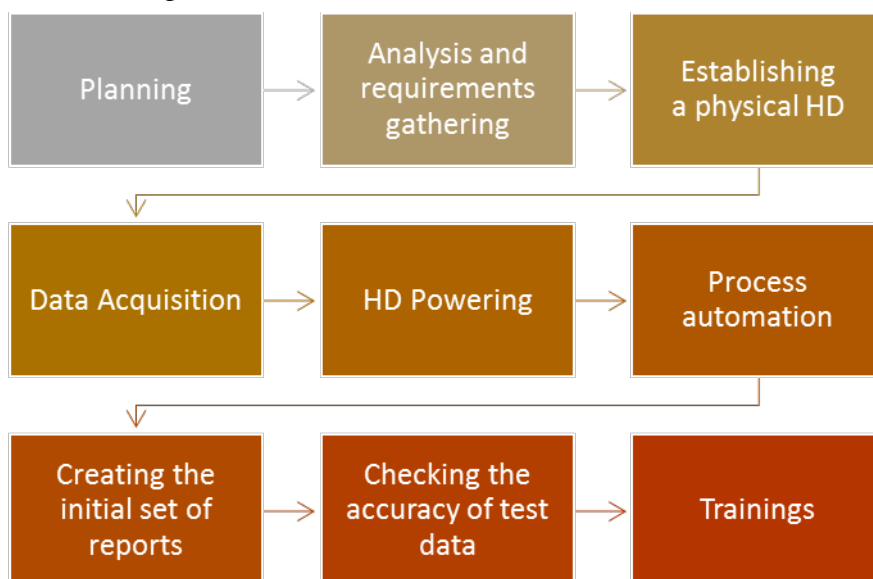 Planning
Analysis and
requirements
gathering
Establishing
a physical HD
Data Acquisition
HD Powering
Process
automation
Creating the
initial set of
reports
Checking the
accuracy of test
data
Trainings